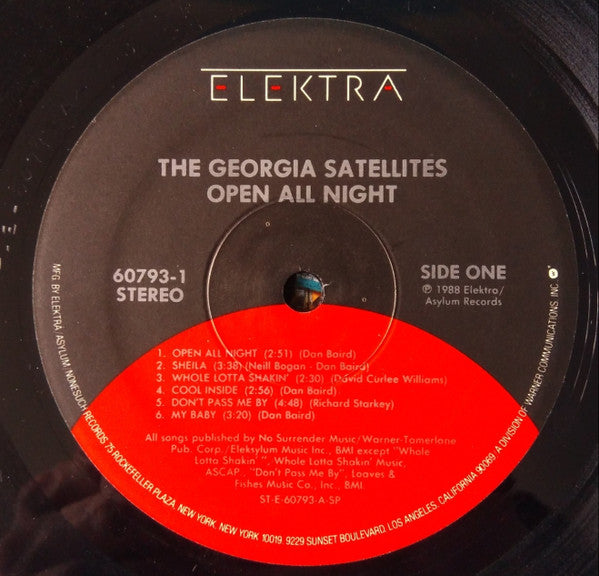 ELEKTRA
THE GEORGIA SATELLITES
OPEN ALL NIGHT
60793-1
STEREO
SIDE ONE
℗ 1988 Elektra/
Asylum Records
1. OPEN ALL NIGHT (2:51) (Dan Baird)
2. SHEILA (3:38) (Neill Bogan - Dan Baird)
3. WHOLE LOTTA SHAKIN' (2:30) (David Curlee Williams)
4. COOL INSIDE (2:56) (Dan Baird)
5. DON'T PASS ME BY (4:48) (Richard Starkey)
6. MY BABY (3:20) (Dan Baird)
All songs published by No Surrender Music/Warner-Tamerlane
Pub. Corp./Eleksylum Music Inc., BMI except "Whole
Lotta Shakin'", Whole Lotta Shakin' Music,
ASCAP, "Don't Pass Me By", Loaves &
Fishes Music Co., Inc., BMI.
ST-E-60793-A-SP
MFG BY ELEKTRA/ASYLUM/NONESUCH RECORDS 75 ROCKEFELLER PLAZA, NEW YORK, NEW YORK 10019. 9229 SUNSET BOULEVARD, LOS ANGELES, CALIFORNIA 90069. A DIVISION OF WARNER COMMUNICATIONS, INC.